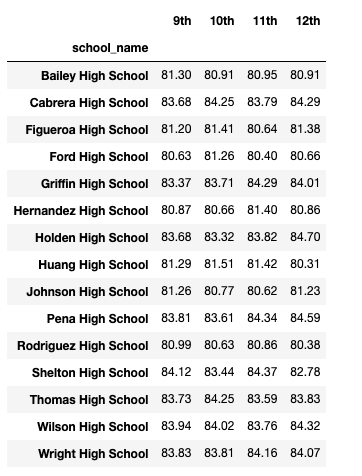 9th 10th 11th 12th
school_name
Bailey High School 81.30 80.91 80.95 80.91
Cabrera High School 83.68 84.25 83.79 84.29
Figueroa High School 81.20 81.41 80.64 81.38
Ford High School 80.63 81.26 80.40 80.66
Griffin High School 83.37 83.71 84.29 84.01
Hernandez High School 80.87 80.66 81.40 80.86
Holden High School 83.68 83.32 83.82 84.70
Huang High School 81.29 81.51 81.42 80.31
Johnson High School 81.26 80.77 80.62 81.23
Pena High School 83.81 83.61 84.34 84.59
Rodriguez High School 80.99 80.63 80.86 80.38
Shelton High School 84.12 83.44 84.37 82.78
Thomas High School 83.73 84.25 83.59 83.83
Wilson High School 83.94 84.02 83.76 84.32
Wright High School 83.83 83.81 84.16 84.07